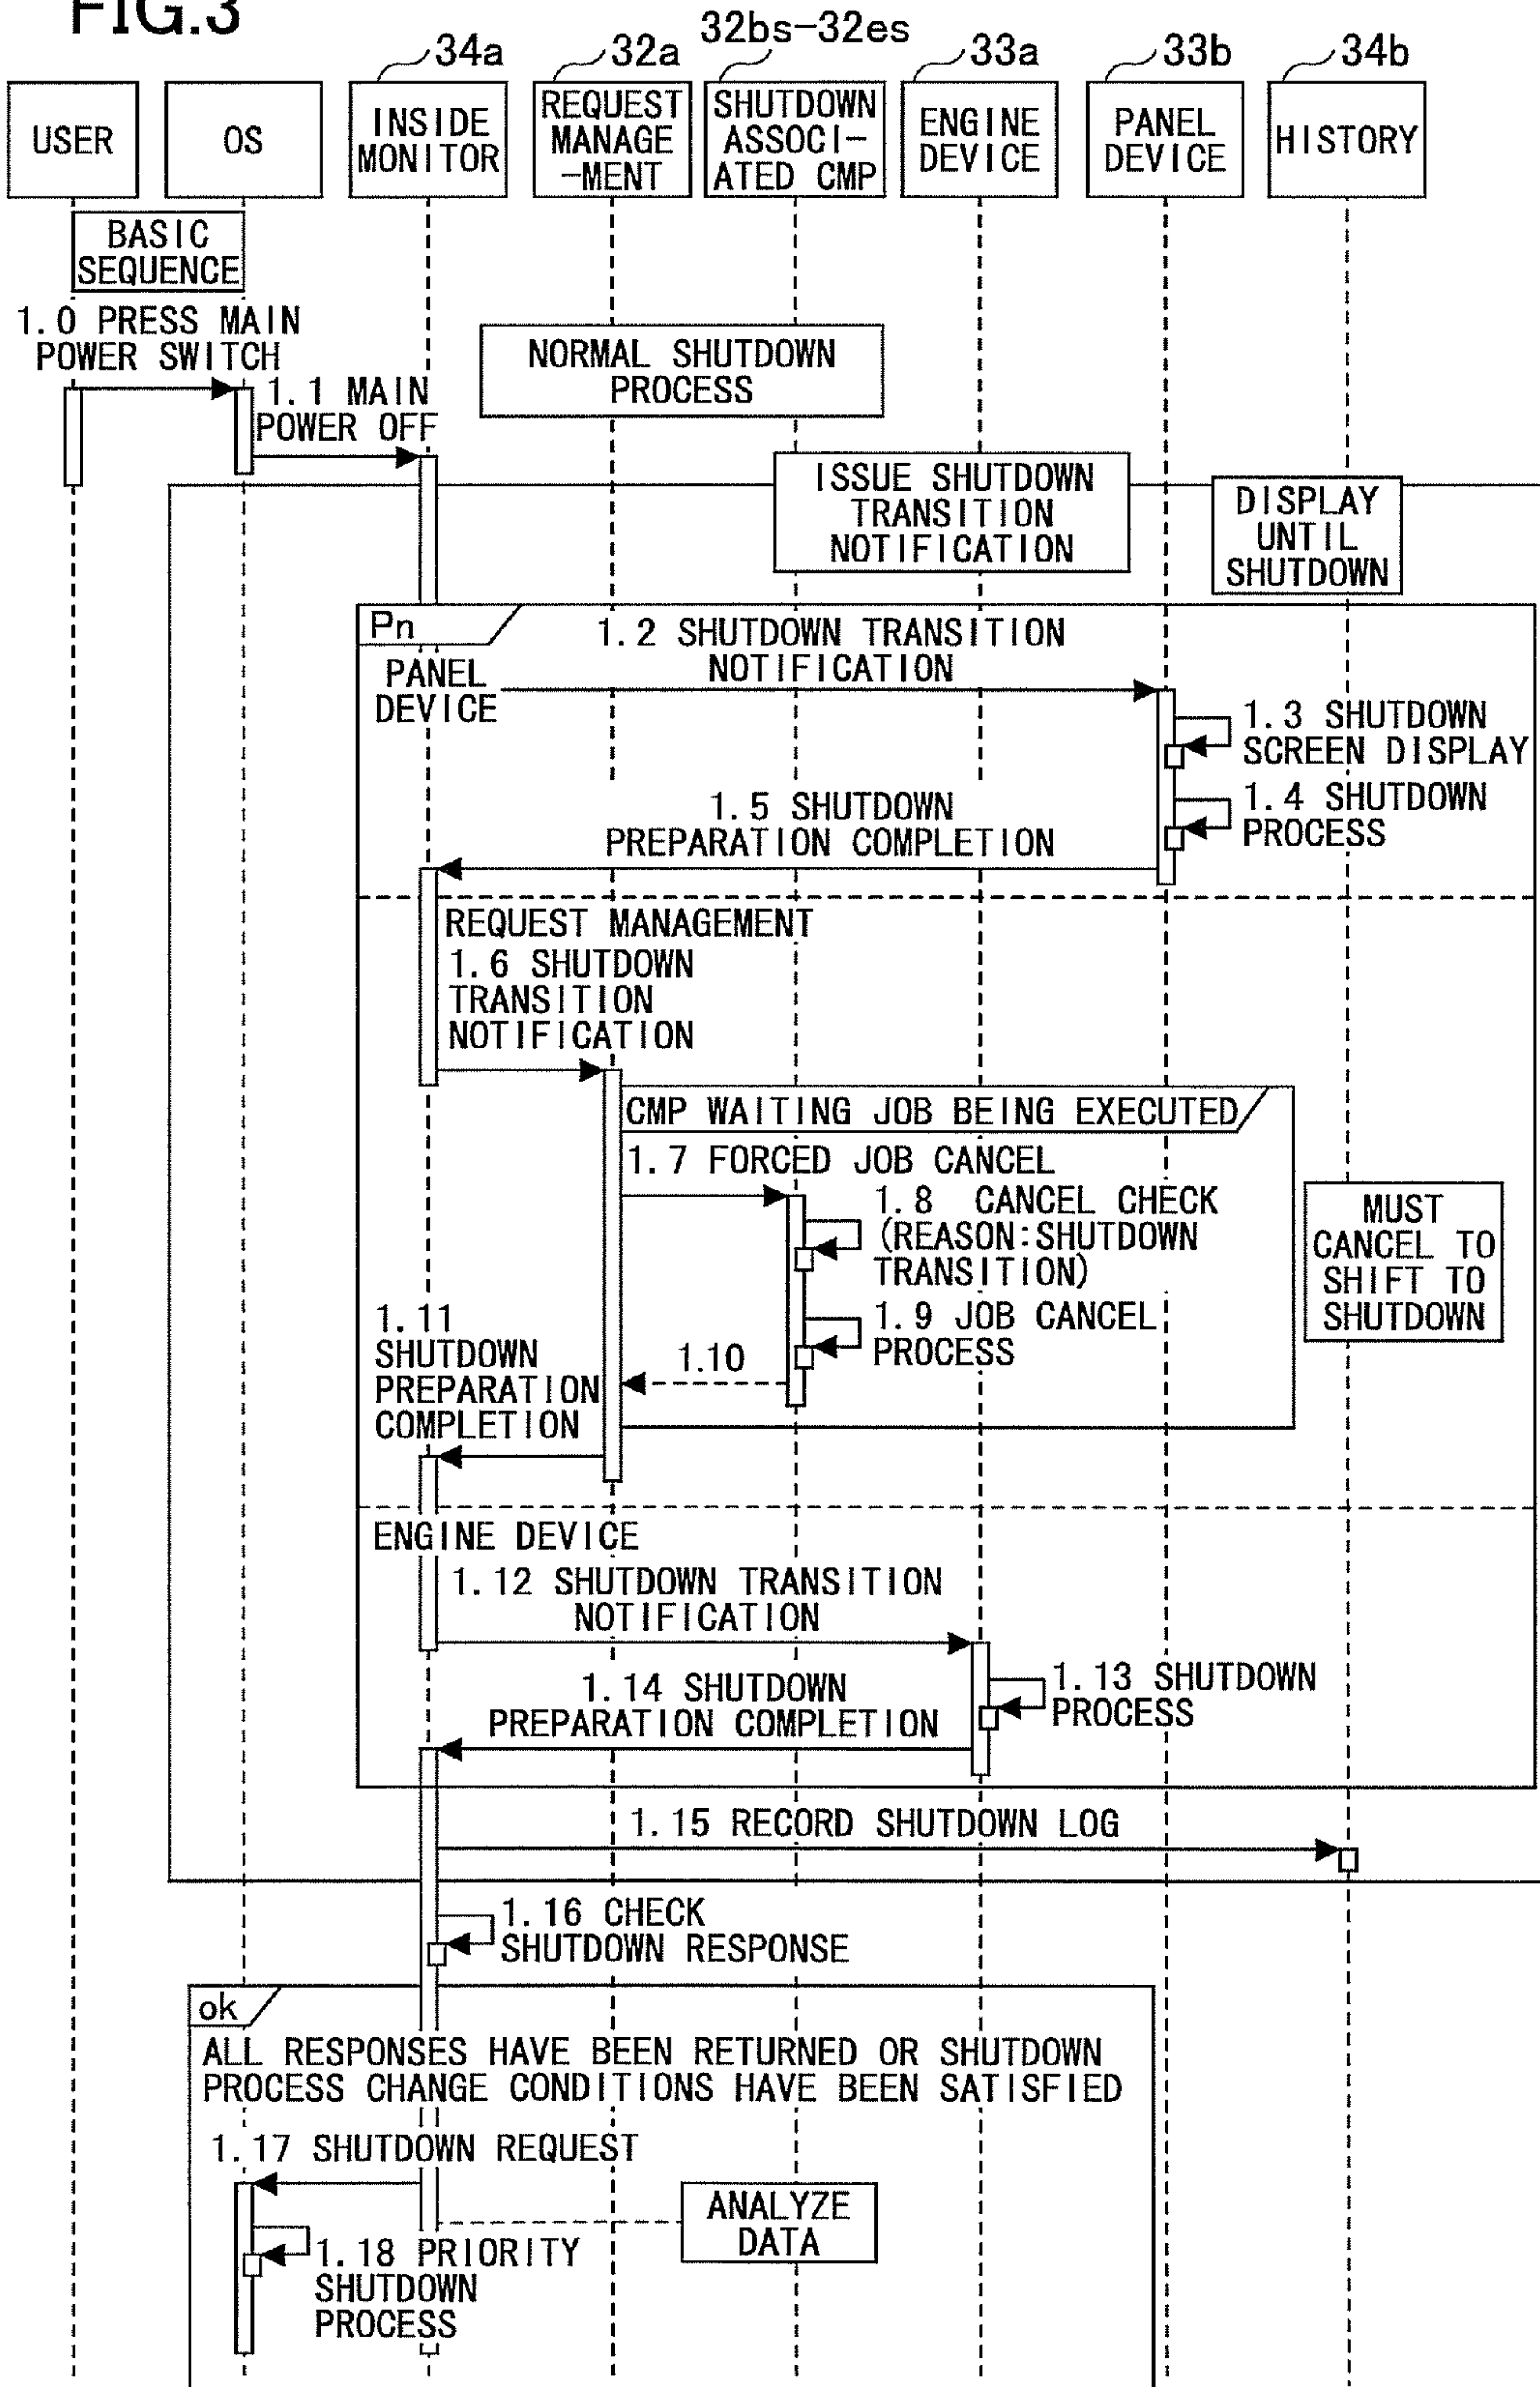 FIG.3
34a
32a
32bs-32es
33a
33b
34b
USER
OS
INSIDE
MONITOR
REQUEST
MANAGE
-MENT
SHUTDOWN
ASSOCI-
ATED CMP
ENGINE
DEVICE
PANEL
DEVICE
HISTORY
BASIC
SEQUENCE
1.0 PRESS MAIN
POWER SWITCH
NORMAL SHUTDOWN
PROCESS
1.1 MAIN
POWER OFF
ISSUE SHUTDOWN
TRANSITION
NOTIFICATION
DISPLAY
UNTIL
SHUTDOWN
Pn
PANEL
DEVICE
1.2 SHUTDOWN TRANSITION
NOTIFICATION
1.3 SHUTDOWN
SCREEN DISPLAY
1.4 SHUTDOWN
PROCESS
1.5 SHUTDOWN
PREPARATION COMPLETION
REQUEST MANAGEMENT
1.6 SHUTDOWN
TRANSITION
NOTIFICATION
CMP WAITING JOB BEING EXECUTED
1.7 FORCED JOB CANCEL
1.8 CANCEL CHECK
(REASON:SHUTDOWN
TRANSITION)
MUST
CANCEL TO
SHIFT TO
SHUTDOWN
1.9 JOB CANCEL
PROCESS
1.10
1.11
SHUTDOWN
PREPARATION
COMPLETION
ENGINE DEVICE
1.12 SHUTDOWN TRANSITION
NOTIFICATION
1.13 SHUTDOWN
PROCESS
1.14 SHUTDOWN
PREPARATION COMPLETION
1.15 RECORD SHUTDOWN LOG
1.16 CHECK
SHUTDOWN RESPONSE
ok
ALL RESPONSES HAVE BEEN RETURNED OR SHUTDOWN
PROCESS CHANGE CONDITIONS HAVE BEEN SATISFIED
1.17 SHUTDOWN REQUEST
ANALYZE
DATA
1.18 PRIORITY
SHUTDOWN
PROCESS